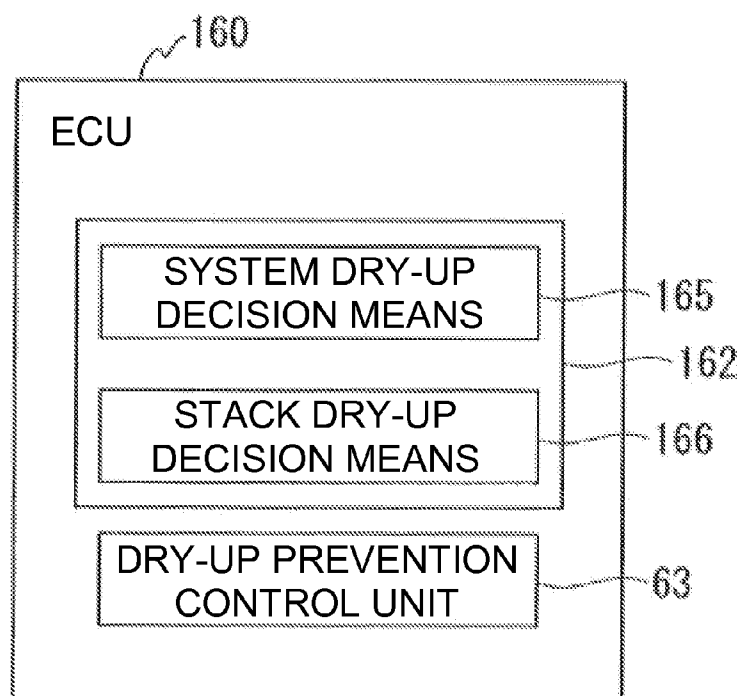 160
ECU
SYSTEM DRY-UP
DECISION MEANS
165
162
STACK DRY-UP
DECISION MEANS
166
DRY-UP PREVENTION
CONTROL UNIT
63